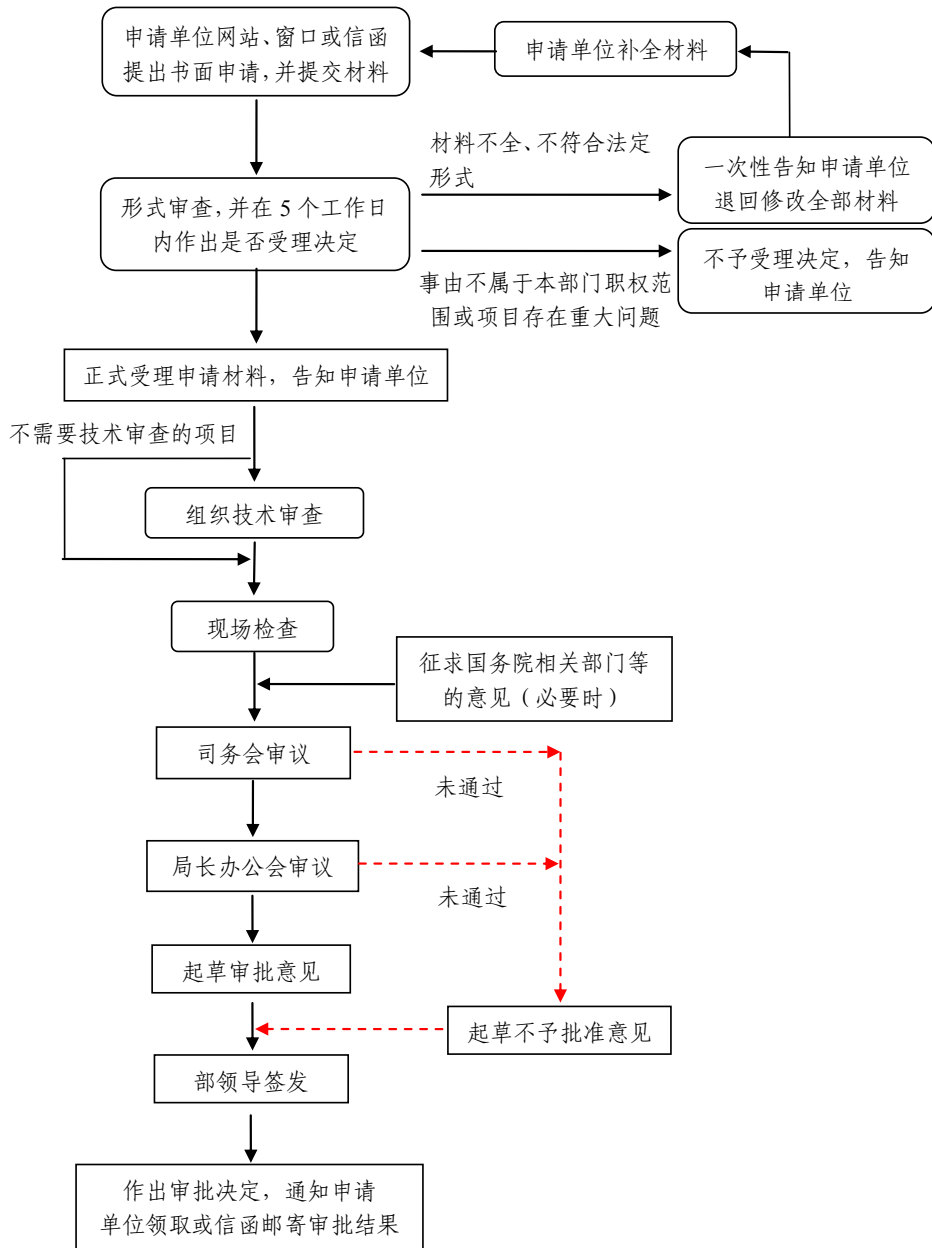 申请单位网站、窗口或信函
提出书面申请,并提交材料
申请单位补全材料
材料不全、不符合法定
形式
一次性告知申请单位
退回修改全部材料
形式审查,并在 5 个工作日
内作出是否受理决定
不予受理决定，告知
申请单位
事由不属于本部门职权范
围或项目存在重大问题
正式受理申请材料，告知申请单位
不需要技术审查的项目
组织技术审查
现场检查
征求国务院相关部门等
的意见（必要时）
司务会审议
未通过
局长办公会审议
未通过
起草审批意见
起草不予批准意见
部领导签发
作出审批决定，通知申请
单位领取或信函邮寄审批结果